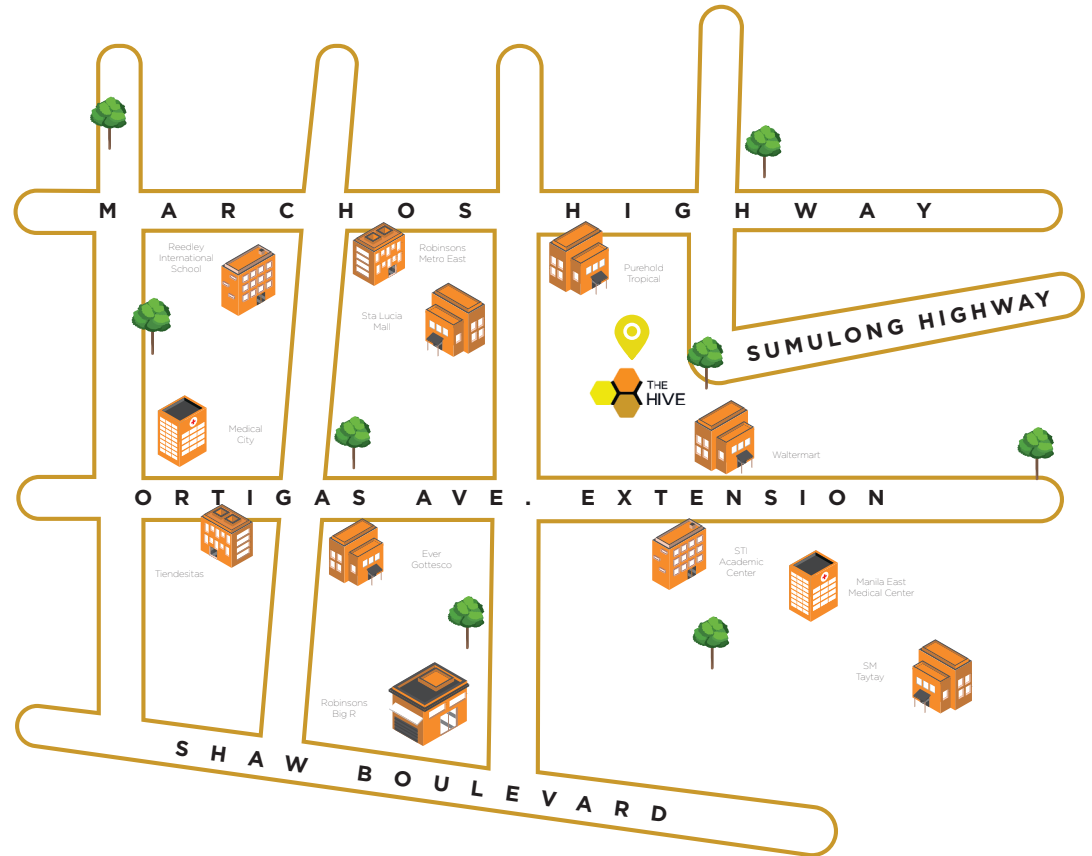 MARCHOS HIGHWAY
Reedley
International
School
Robinsons
Metro East
Purehold
Tropical
Sta Lucia
Mall
SUMULONG HIGHWAY
THE
HIVE
Medical
City
Waltermart
ORTIGAS AVE. EXTENSION
Tiendesitas
Ever
Gottesco
STI
Academic
Center
Manila East
Medical Center
SM
Taytay
Robinsons
Big R
SHAW BOULEVARD